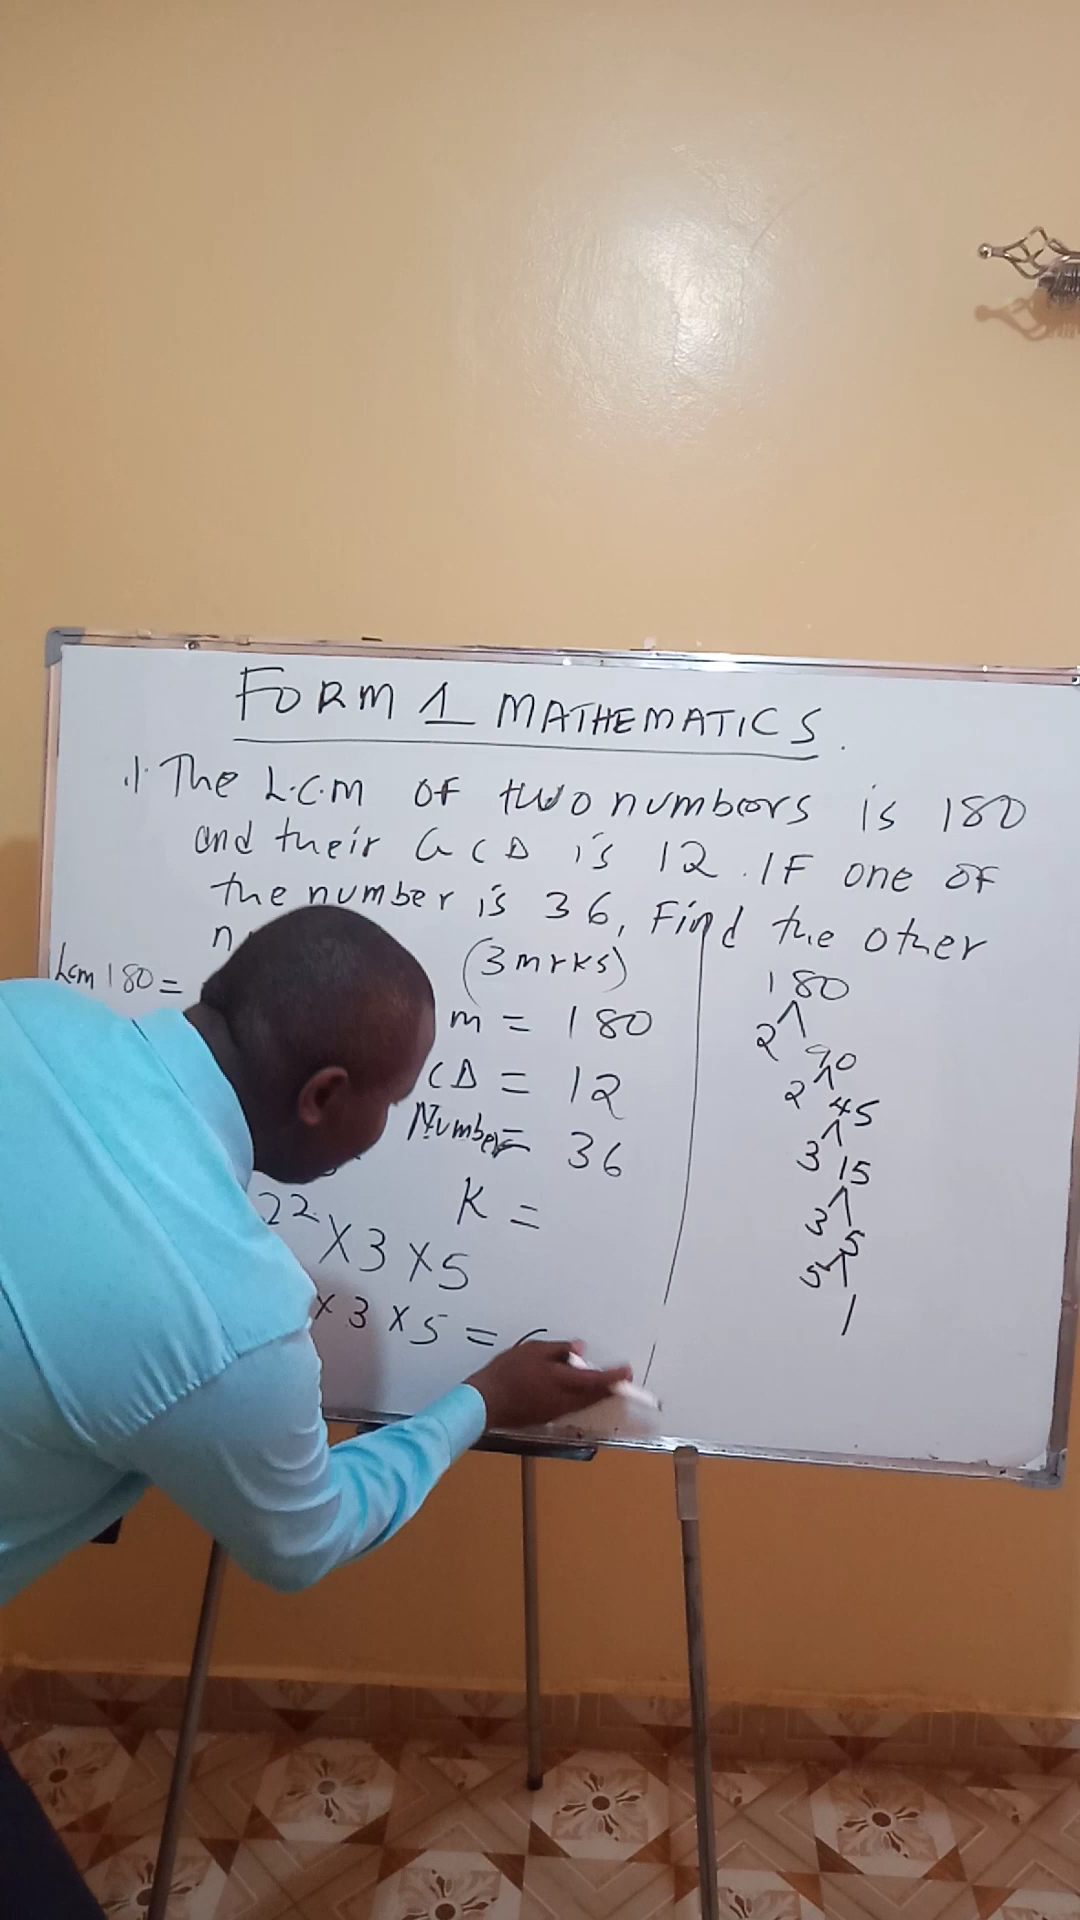 FORM 1 MATHEMATICS.
.1. The L.C.M OF two numbers is 180
and their GCD is 12. IF one OF
the number is 36, Find the other
n
(3mrks)
Lcm 180 =
m = 180
CD = 12
Number = 36
K =
22 X 3 X 5
x 3 x 5 =
180
2 90
2 45
3 15
3 5
5 1